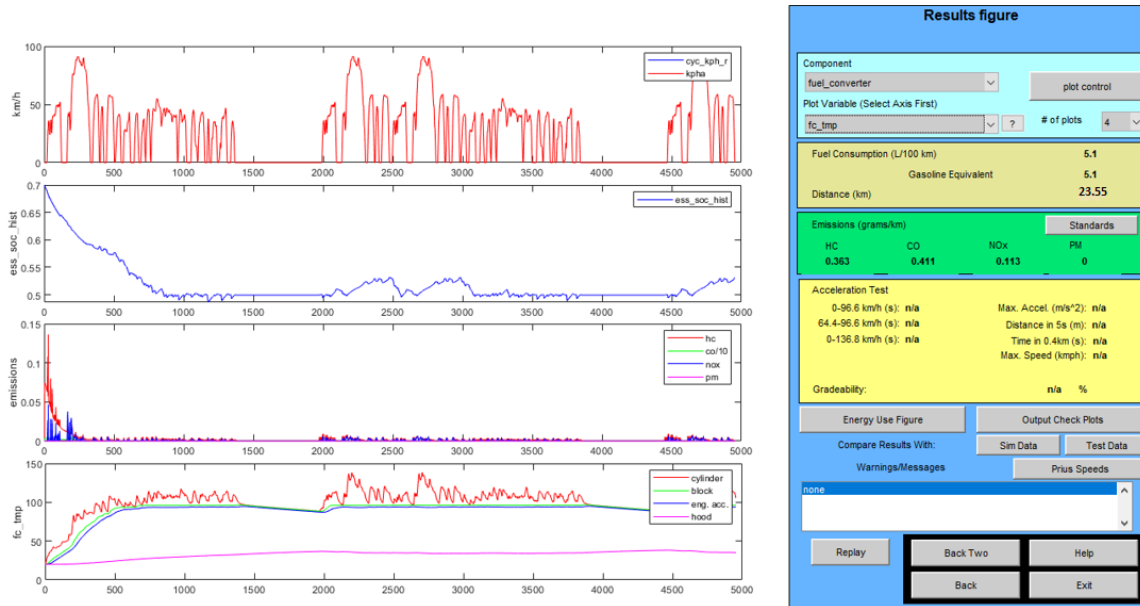 100
50
0
km/h
cyc_kph_r
kpha
0 500 1000 1500 2000 2500 3000 3500 4000 4500 5000
0.7
0.65
0.6
0.55
0.5
ess_soc_hist
ess_soc_hist
0 500 1000 1500 2000 2500 3000 3500 4000 4500 5000
0.15
0.1
0.05
0
emissions
hc
co/10
nox
pm
0 500 1000 1500 2000 2500 3000 3500 4000 4500 5000
150
100
50
0
fc_tmp
cylinder
block
eng. acc.
hood
0 500 1000 1500 2000 2500 3000 3500 4000 4500 5000
Results figure
Component
fuel_converter
plot control
Plot Variable (Select Axis First)
fc_tmp ? # of plots 4
Fuel Consumption (L/100 km) 5.1
Gasoline Equivalent 5.1
Distance (km) 23.55
Emissions (grams/km) Standards
HC CO NOx PM
0.363 0.411 0.113 0
Acceleration Test
0-96.6 km/h (s): n/a Max. Accel. (m/s^2): n/a
64.4-96.6 km/h (s): n/a Distance in 5s (m): n/a
0-136.8 km/h (s): n/a Time in 0.4km (s): n/a
Max. Speed (kmph): n/a
Gradeability: n/a %
Energy Use Figure Output Check Plots
Compare Results With: Sim Data Test Data
Warnings/Messages Prius Speeds
none
Replay Back Two Help
Back Exit